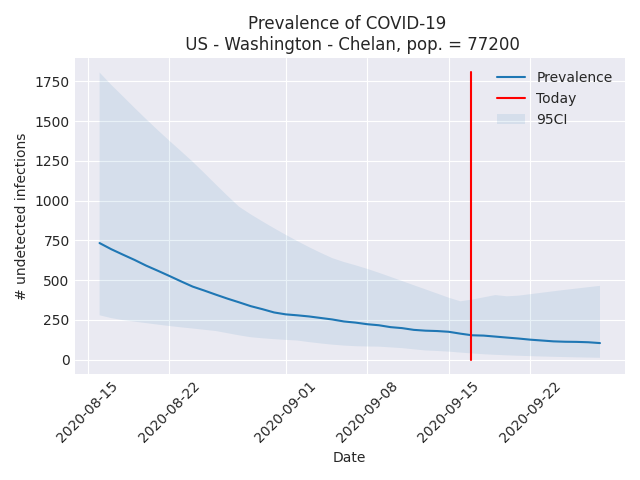 Prevalence of COVID-19
US - Washington - Chelan, pop. = 77200
Prevalence
Today
95CI
# undetected infections
1750
1500
1250
1000
750
500
250
0
2020-08-15
2020-08-22
2020-09-01
2020-09-08
2020-09-15
2020-09-22
Date